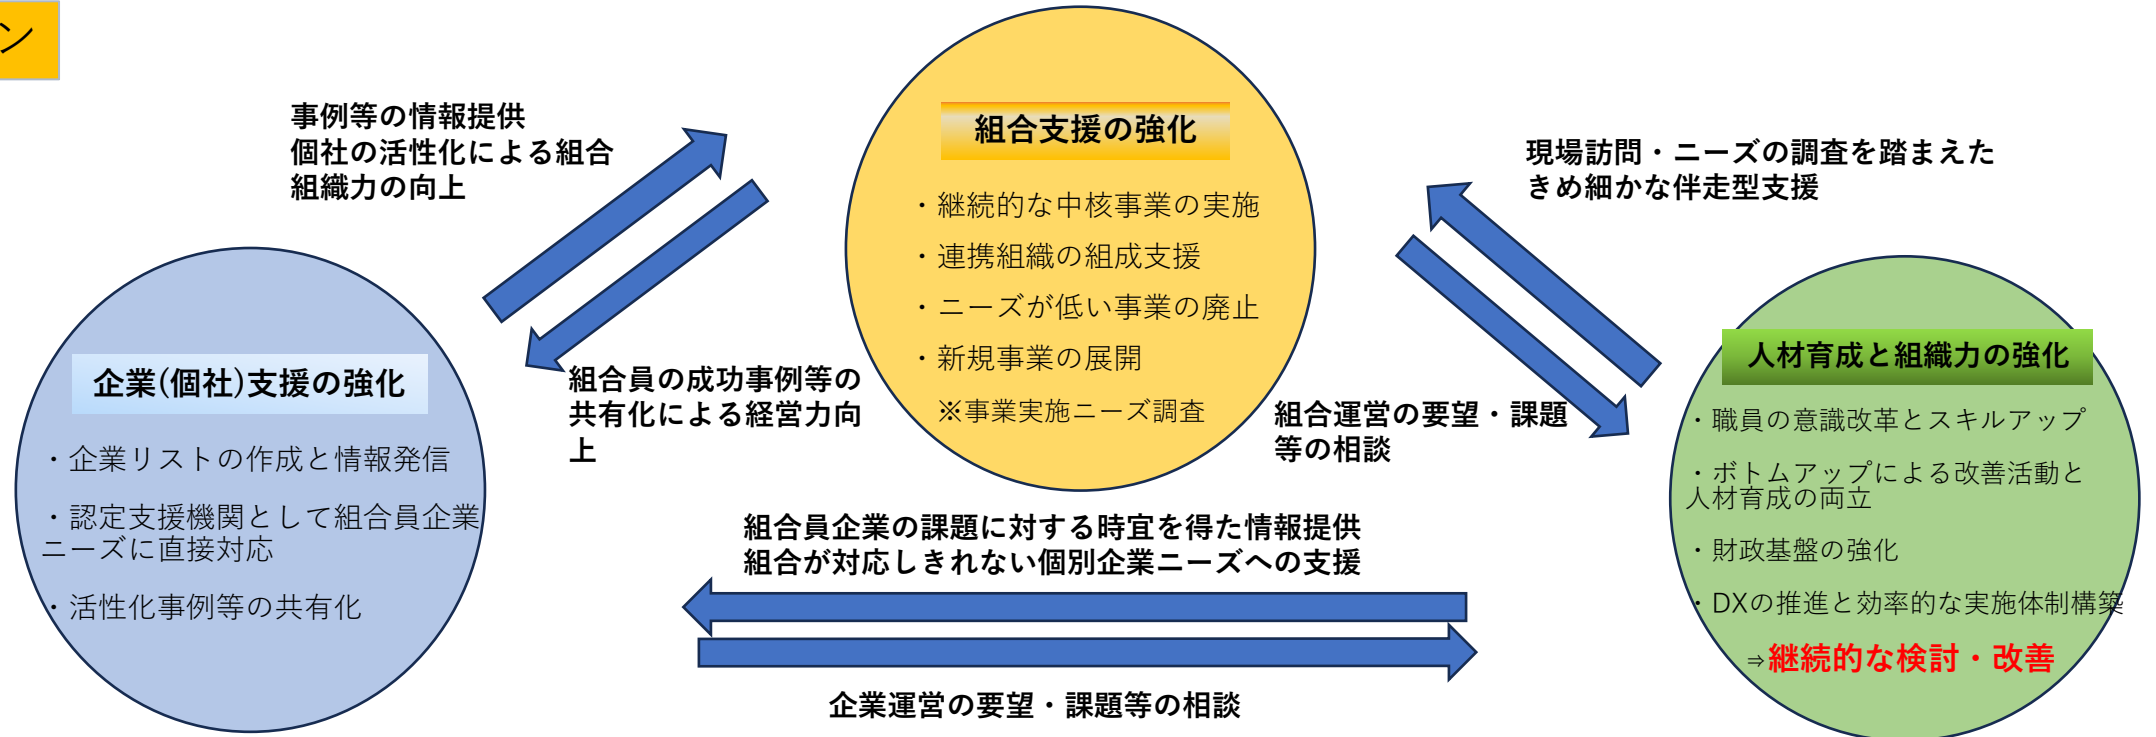 ン
事例等の情報提供
個社の活性化による組合
組織力の向上
組合支援の強化
・継続的な中核事業の実施
・連携組織の組成支援
・ニーズが低い事業の廃止
・新規事業の展開
※事業実施ニーズ調査
現場訪問・ニーズの調査を踏まえた
きめ細かな伴走型支援
企業(個社)支援の強化
・企業リストの作成と情報発信
・認定支援機関として組合員企業
ニーズに直接対応
・活性化事例等の共有化
組合員の成功事例等の
共有化による経営力向
上
組合運営の要望・課題
等の相談
人材育成と組織力の強化
・職員の意識改革とスキルアップ
・ボトムアップによる改善活動と
人材育成の両立
・財政基盤の強化
・DXの推進と効率的な実施体制構築
⇒継続的な検討・改善
組合員企業の課題に対する時宜を得た情報提供
組合が対応しきれない個別企業ニーズへの支援
企業運営の要望・課題等の相談